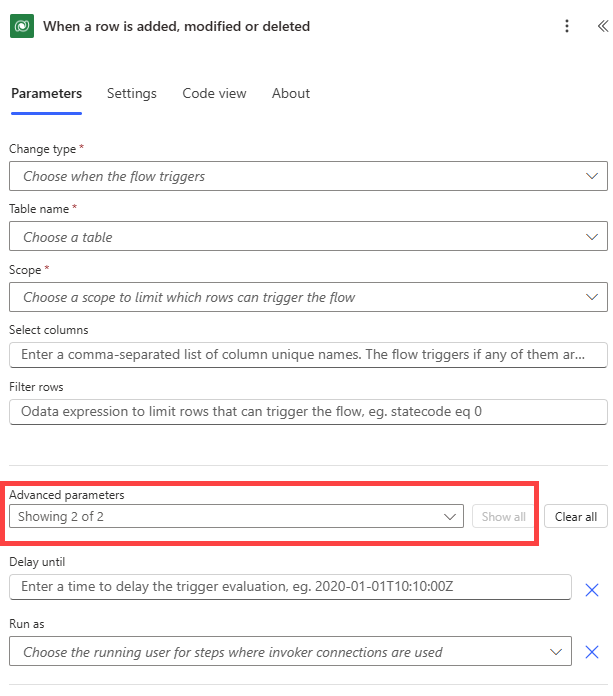 When a row is added, modified or deleted
Parameters Settings Code view About
Change type *
Choose when the flow triggers
Table name *
Choose a table
Scope *
Choose a scope to limit which rows can trigger the flow
Select columns
Enter a comma-separated list of column unique names. The flow triggers if any of them ar...
Filter rows
Odata expression to limit rows that can trigger the flow, eg. statecode eq 0
Advanced parameters
Showing 2 of 2 Show all Clear all
Delay until
Enter a time to delay the trigger evaluation, eg. 2020-01-01T10:10:00Z
Run as
Choose the running user for steps where invoker connections are used